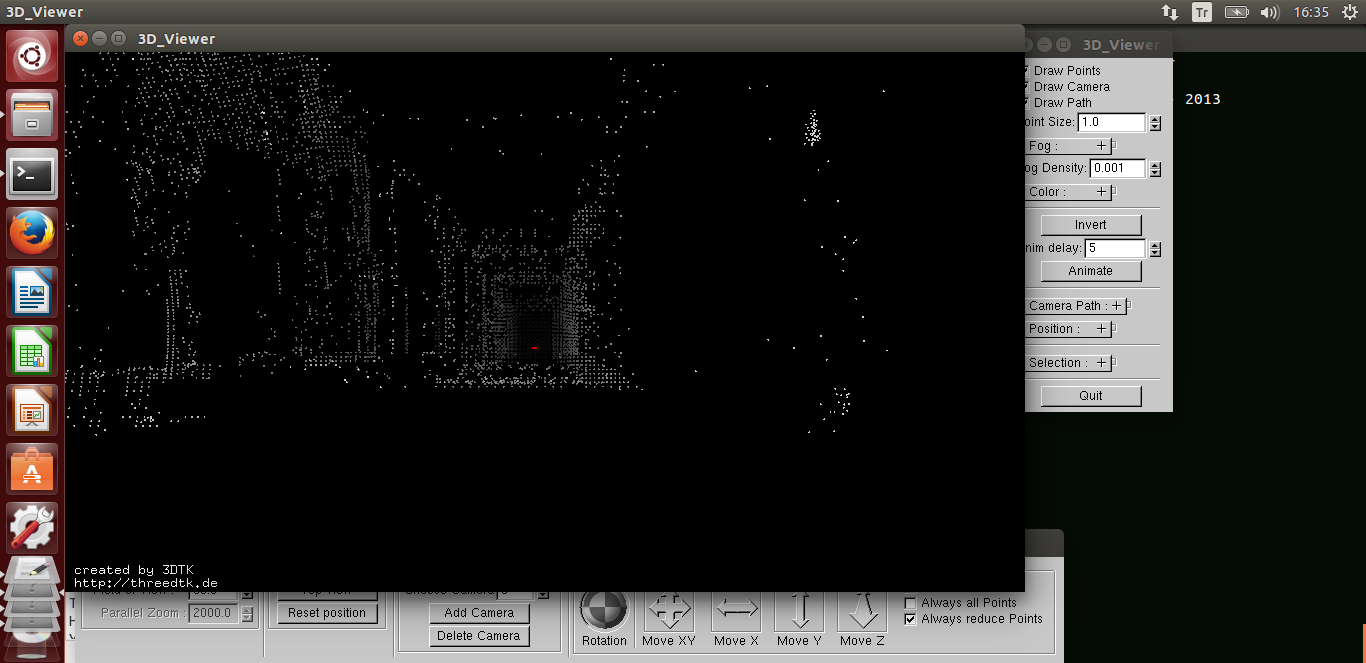 3D_Viewer
Tr
16:35
3D_Viewer
3D_Viewer
Draw Points
Draw Camera
Draw Path
2013
Size:
1.0
Fog :
+
Density:
0.001
Color :
+
Invert
delay:
5
Animate
Camera Path :
+
Position :
+
Selection :
+
Quit
created by 3DTK
http://threedtk.de
Parallel Zoom :
2000.0
Reset position
Add Camera
Delete Camera
Rotation
Move XY
Move X
Move Y
Move Z
Always all Points
Always reduce Points